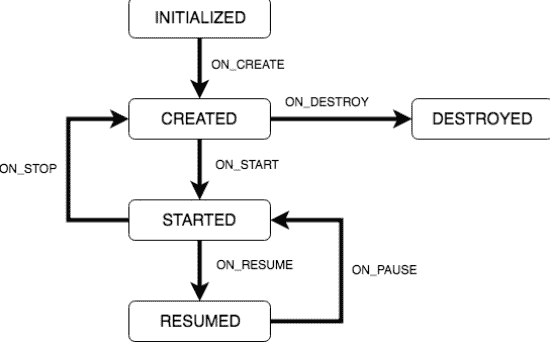 INITIALIZED
ON_CREATE
ON_DESTROY
CREATED
DESTROYED
ON_STOP
ON_START
STARTED
ON_RESUME
ON_PAUSE
RESUMED